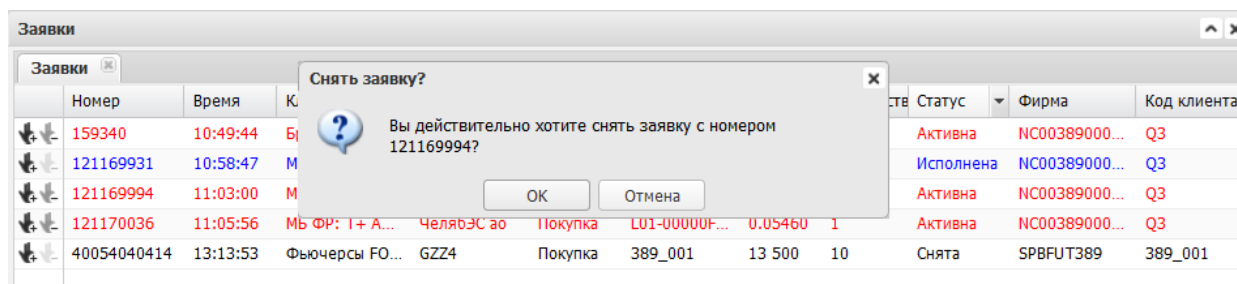 Заявки
Заявки
Снять заявку?
Номер Время Статус Фирма Код клиента
Вы действительно хотите снять заявку с номером
121169994?
159340 10:49:44 Активна NC00389000... Q3
121169931 10:58:47 Исполнена NC00389000... Q3
OK Отмена
121169994 11:03:00 Активна NC00389000... Q3
121170036 11:05:56 МБ ФР: Т+ А... ЧелябЭС ао Покупка L01-00000F... 0.05460 1 Активна NC00389000... Q3
40054040414 13:13:53 Фьючерсы FO... GZZ4 Покупка 389_001 13 500 10 Снята SPBFUT389 389_001